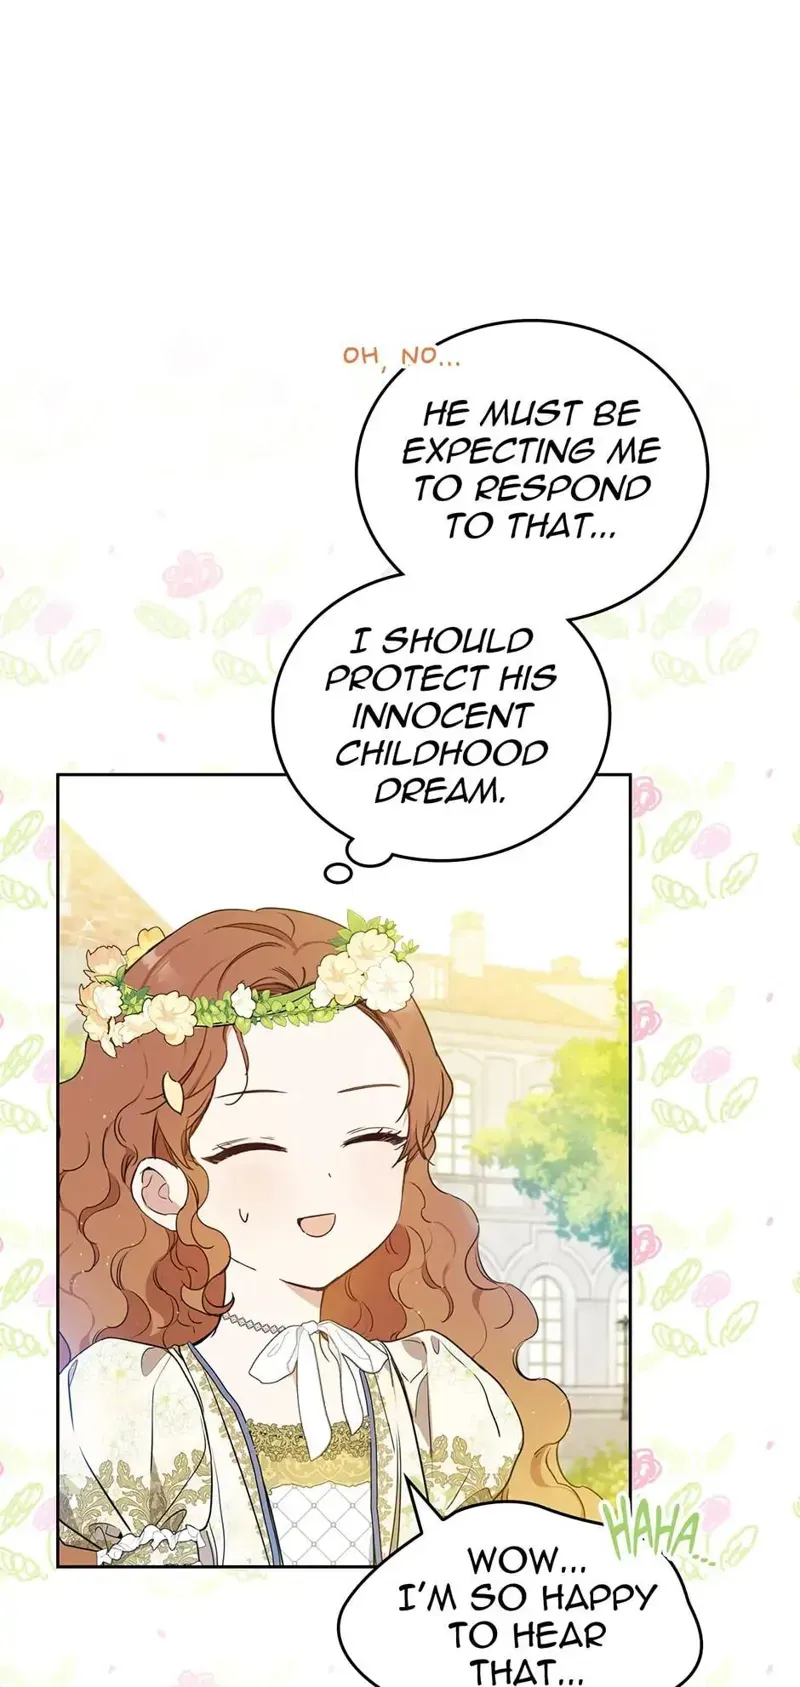 OH, NO...
HE MUST BE
EXPECTING ME
TO RESPOND
TO THAT...
I SHOULD
PROTECT HIS
INNOCENT
CHILDHOOD
DREAM.
HAHA...
WOW...
I'M SO HAPPY
TO HEAR
THAT...